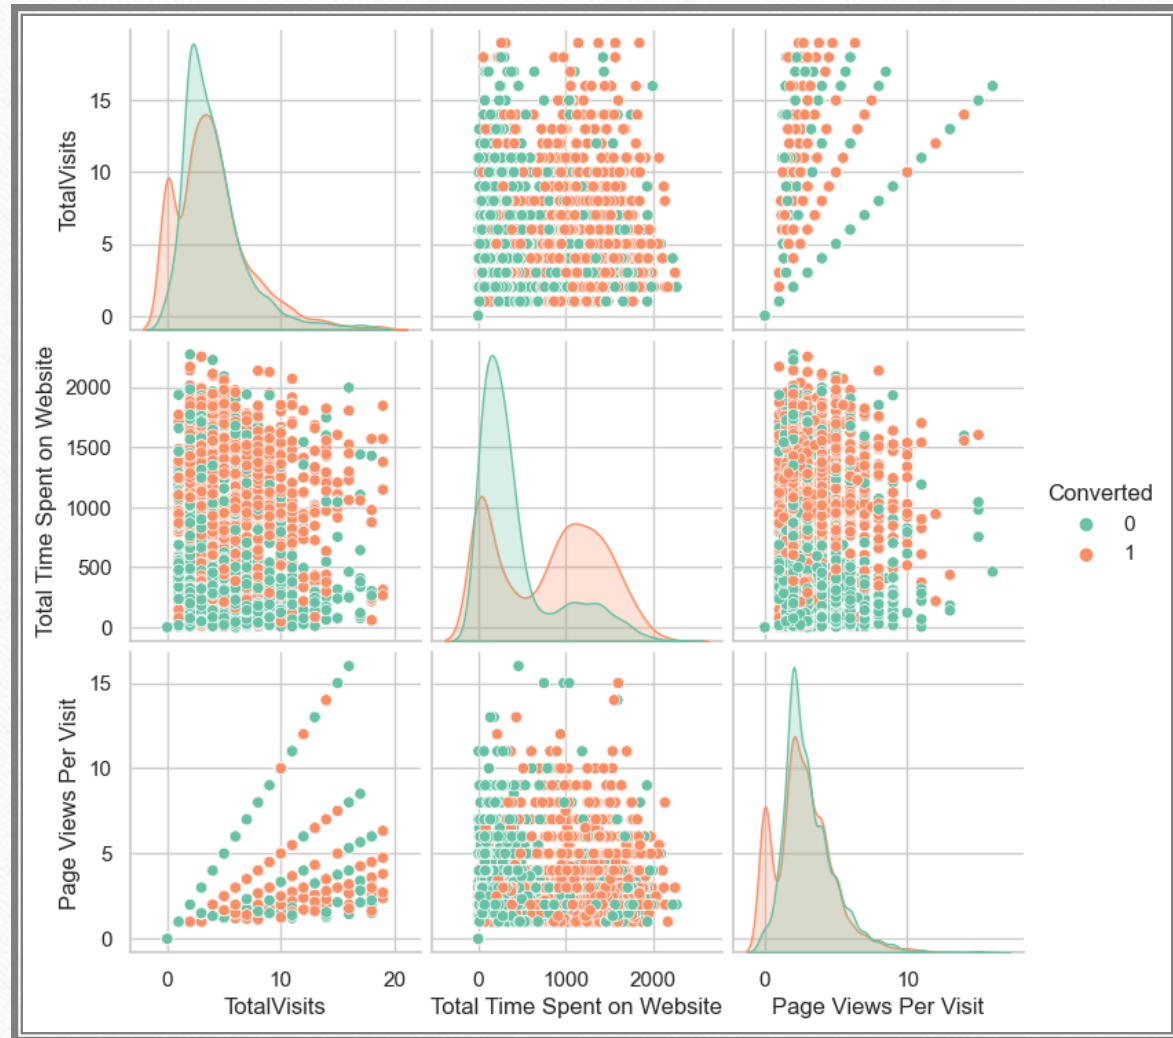 TotalVisits
15
10
5
0
Total Time Spent on Website
2000
1500
1000
500
0
Page Views Per Visit
15
10
5
0
0 10 20
0 1000 2000
0 10
TotalVisits
Total Time Spent on Website
Page Views Per Visit
Converted
0
1